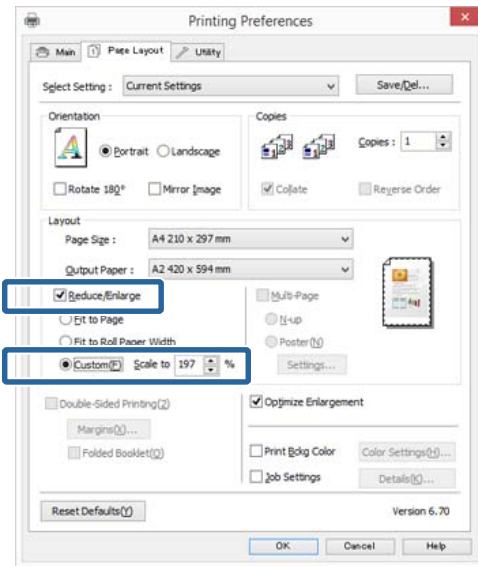 Printing Preferences
Main Page Layout Utility
Select Setting : Current Settings Save/Del...
Orientation Copies
A Portrait Landscape Copies : 1
Rotate 180° Mirror Image Collate Reverse Order
Layout
Page Size : A4 210 x 297 mm
Output Paper : A2 420 x 594 mm
Reduce/Enlarge Multi-Page
Fit to Page N-up
Fit to Roll Paper Width Poster(N)
Custom(F) Scale to 197 % Settings...
Double-Sided Printing(2) Optimize Enlargement
Margins(X)...
Folded Booklet(O) Print Bckg Color Color Settings(H)...
Job Settings Details(K)...
Reset Defaults(Y) Version 6.70
OK Cancel Help